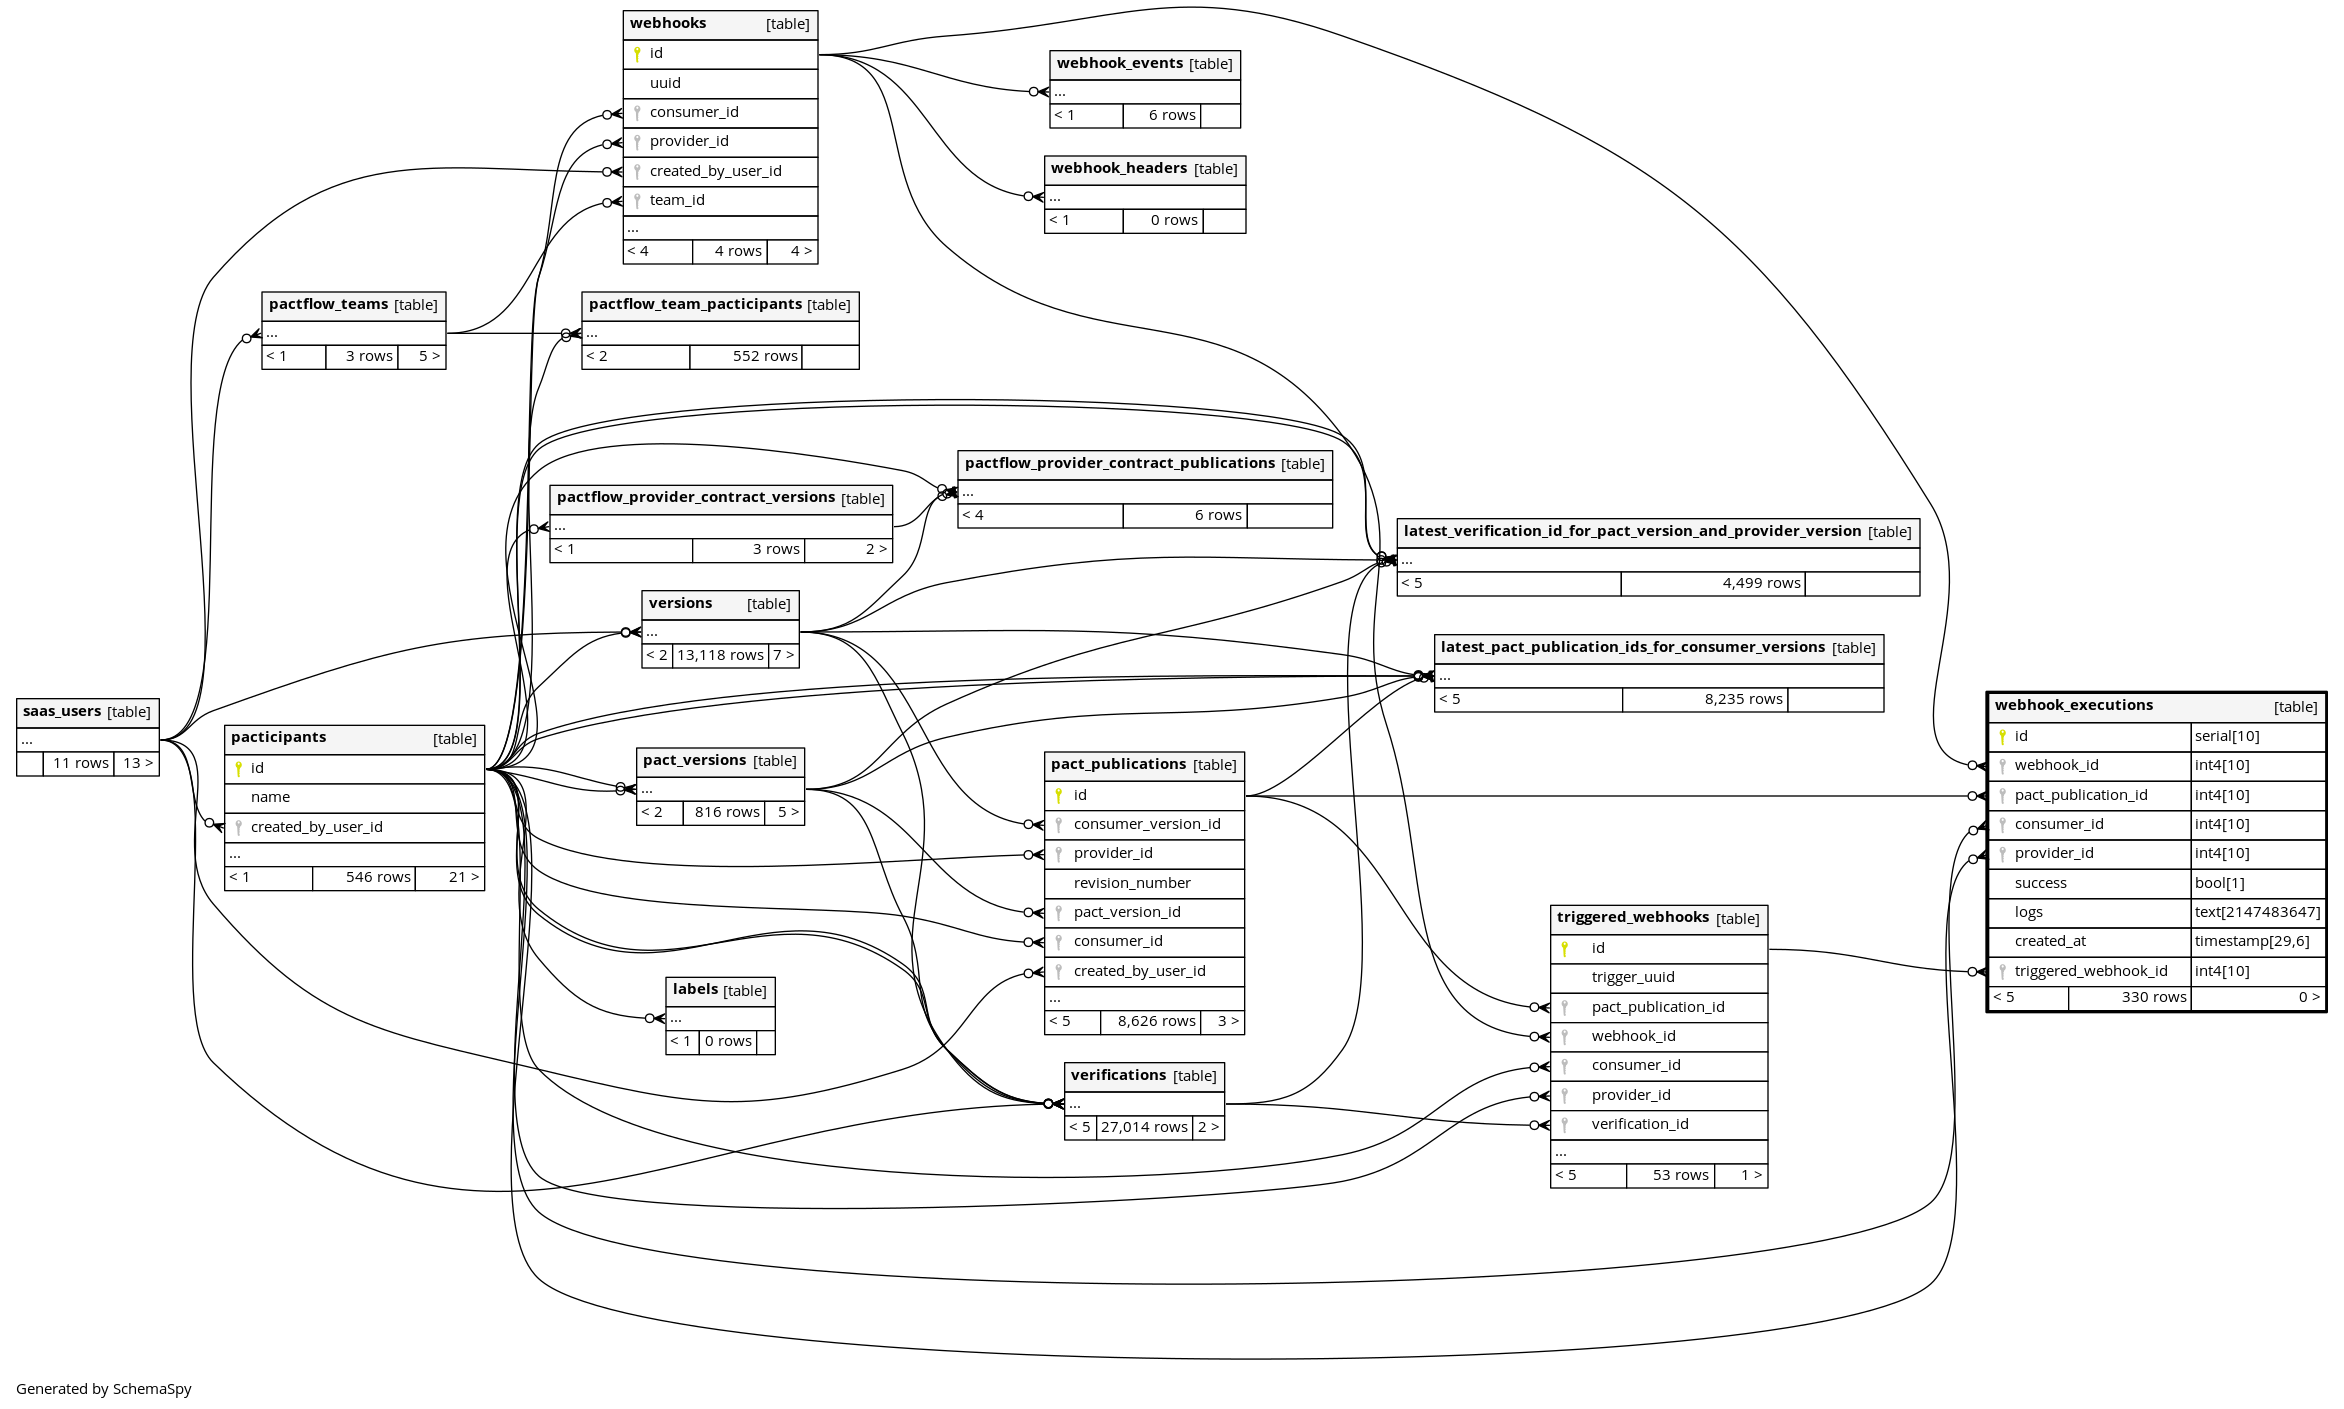 webhooks [table]
id
uuid
consumer_id
provider_id
created_by_user_id
team_id
...
< 4 4 rows 4 >
webhook_events [table]
...
< 1 6 rows
webhook_headers [table]
...
< 1 0 rows
pactflow_teams [table]
...
< 1 3 rows 5 >
pactflow_team_pacticipants [table]
...
< 2 552 rows
pactflow_provider_contract_publications [table]
...
< 4 6 rows
pactflow_provider_contract_versions [table]
...
< 1 3 rows 2 >
latest_verification_id_for_pact_version_and_provider_version [table]
...
< 5 4,499 rows
versions [table]
...
< 2 13,118 rows 7 >
latest_pact_publication_ids_for_consumer_versions [table]
...
< 5 8,235 rows
saas_users [table]
...
11 rows 13 >
pacticipants [table]
id
name
created_by_user_id
...
< 1 546 rows 21 >
pact_versions [table]
...
< 2 816 rows 5 >
pact_publications [table]
id
consumer_version_id
provider_id
revision_number
pact_version_id
consumer_id
created_by_user_id
...
< 5 8,626 rows 3 >
webhook_executions [table]
id serial[10]
webhook_id int4[10]
pact_publication_id int4[10]
consumer_id int4[10]
provider_id int4[10]
success bool[1]
logs text[2147483647]
created_at timestamp[29,6]
triggered_webhook_id int4[10]
< 5 330 rows 0 >
triggered_webhooks [table]
id
trigger_uuid
pact_publication_id
webhook_id
consumer_id
provider_id
verification_id
...
< 5 53 rows 1 >
labels [table]
...
< 1 0 rows
verifications [table]
...
< 5 27,014 rows 2 >
Generated by SchemaSpy